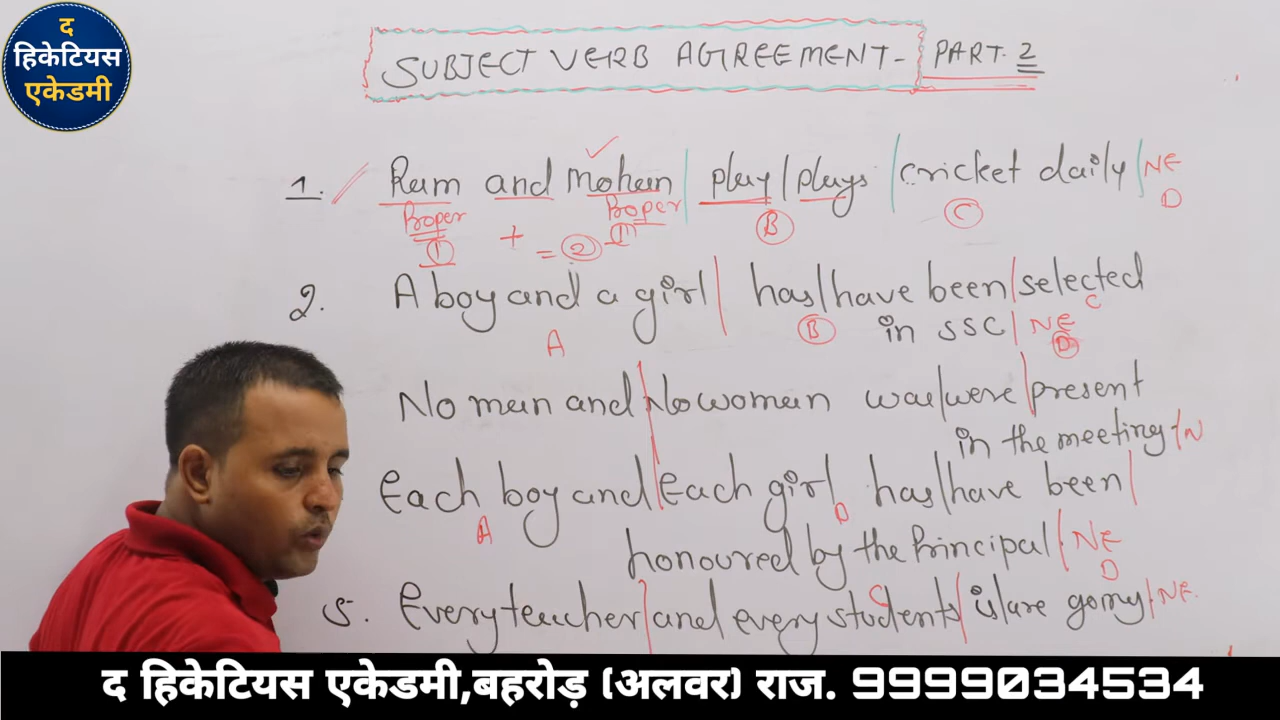 द
हिकेटियस
एकेडमी
SUBJECT VERB AGREEMENT- PART. 2
1. Ram and Mohan | play/plays | cricket daily | NE
Proper Proper B C D
1 + = 2 1
2. A boy and a girl | has/have been | selected C
A B in SSC | NE
D
No man and | No woman was/were | present
in the meeting | N
Each boy and | Each girl has/have been |
A D
honoured by the Principal | NE
D
5. Every teacher | and every students | is/are going | NE.
C
द हिकेटियस एकेडमी,बहरोड़ (अलवर) राज. 9999034534